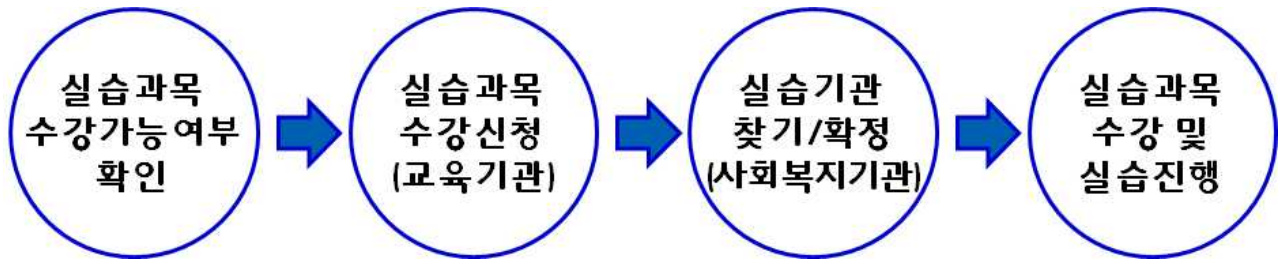 실습과목
수강가능여부
확인
실습과목
수강신청
(교육기관)
실습기관
찾기/확정
(사회복지기관)
실습과목
수강 및
실습진행